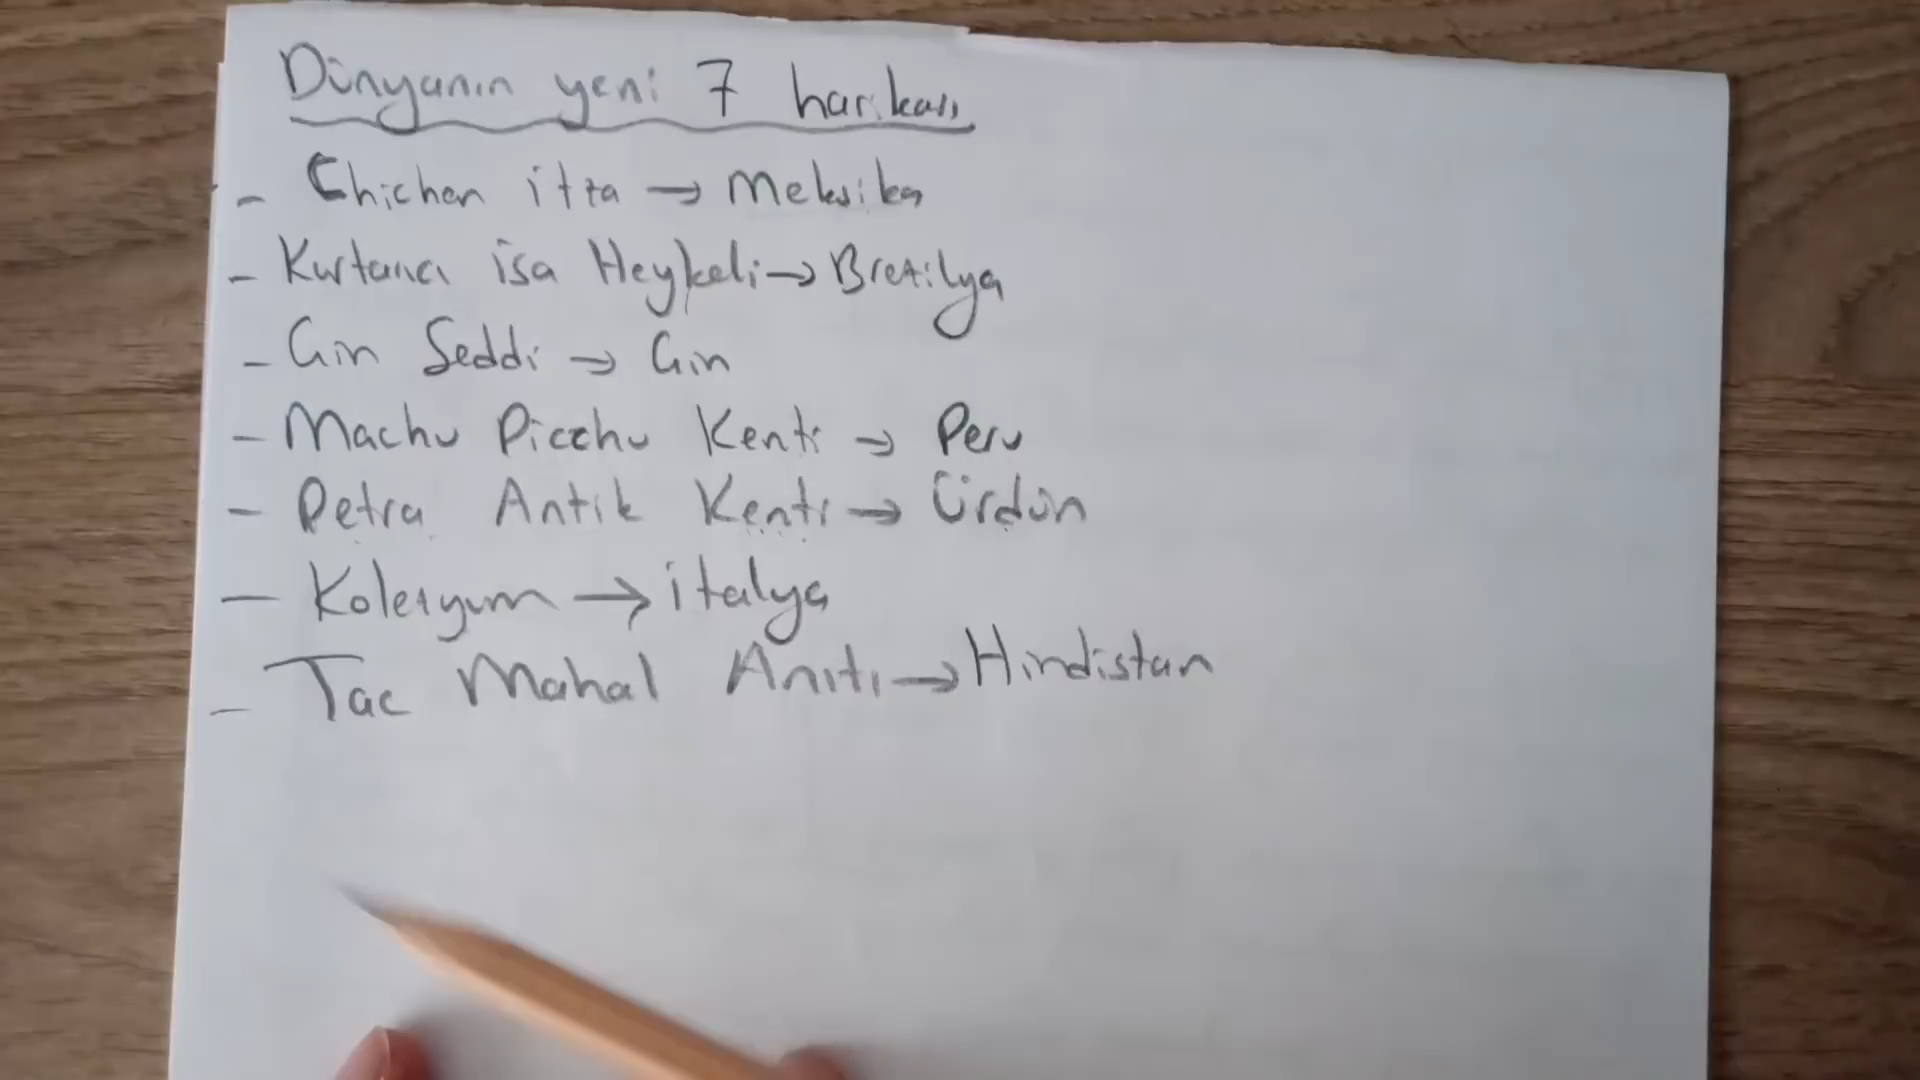 Dünyanın yeni 7 harikası
- Chichen itza → Meksika
- Kurtarıcı isa Heykeli → Brezilya
- Çin Seddi → Çin
- Machu Picchu Kenti → Peru
- Petra Antik Kenti → Ürdün
- Kolezyum → italya
- Tac Mahal Anıtı → Hindistan